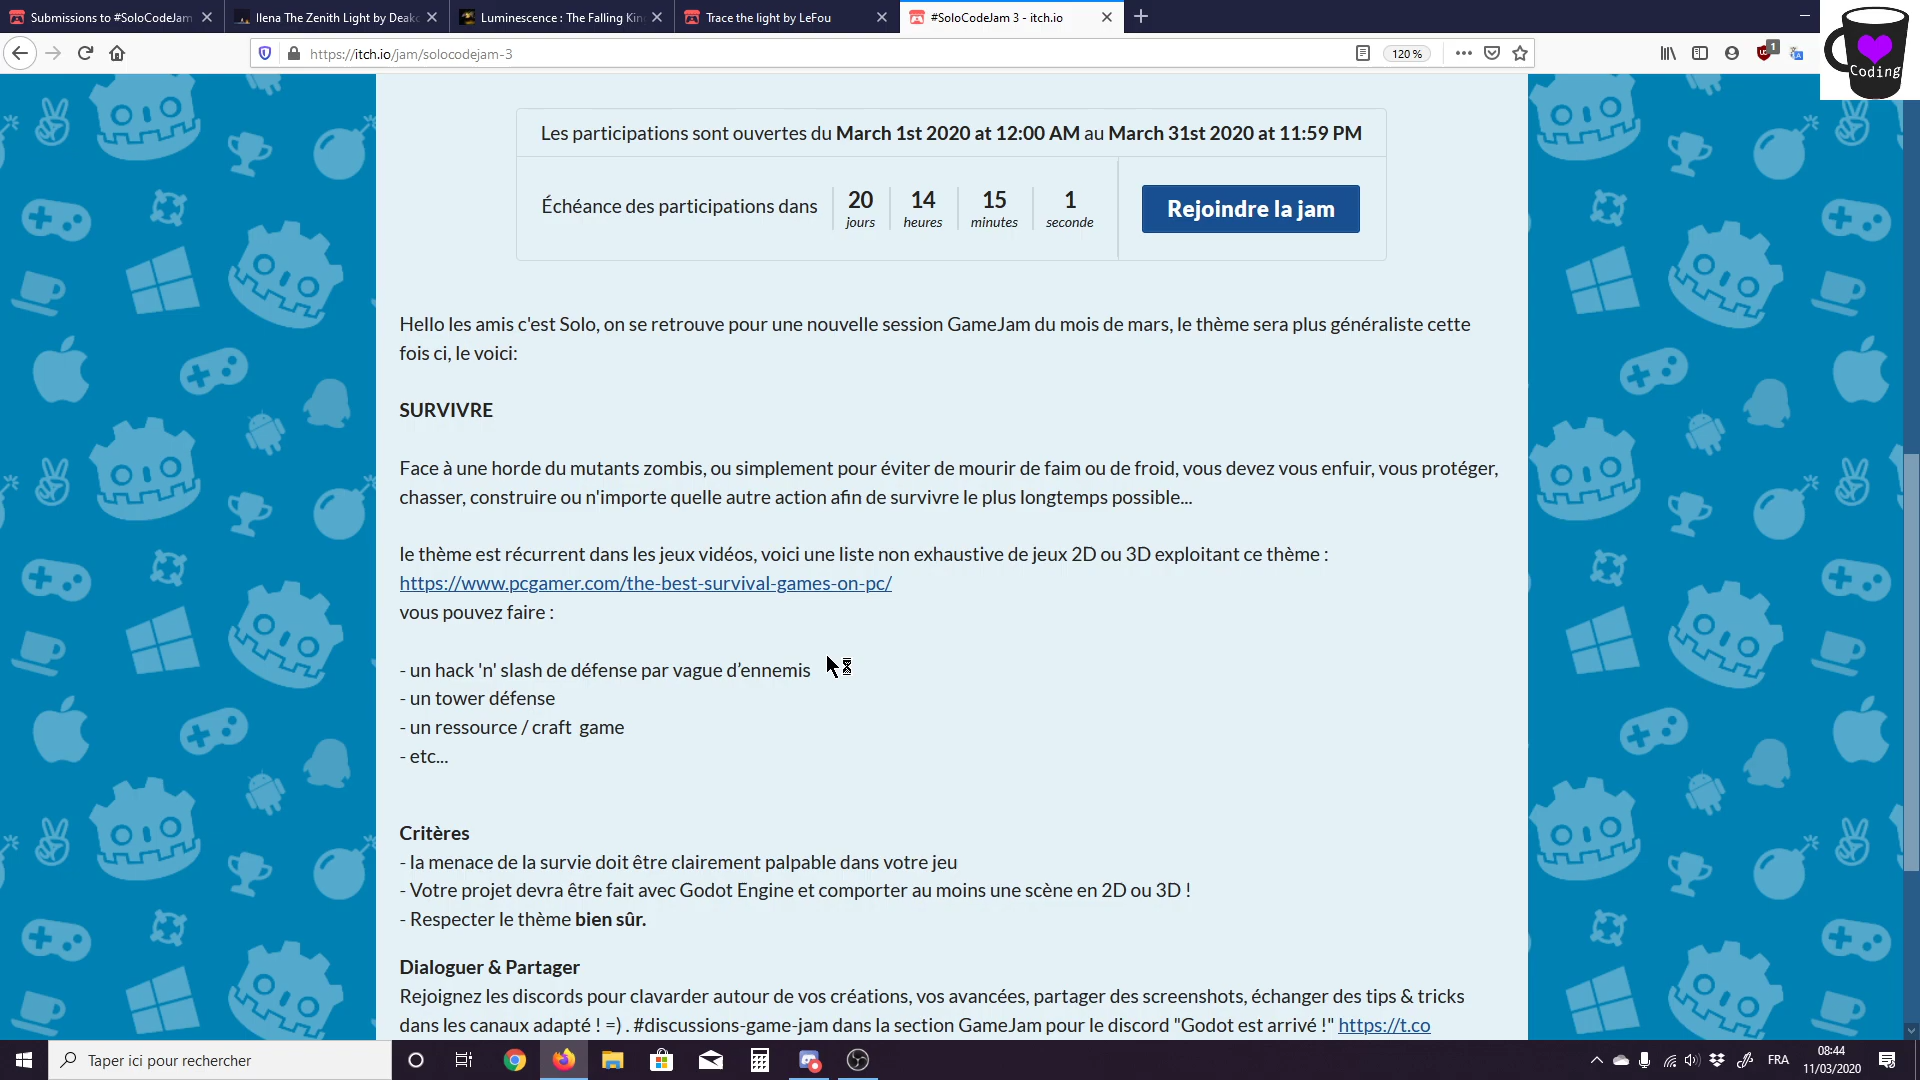 Submissions to #SoloCodeJam
Ilena The Zenith Light by Deak
Luminescence : The Falling Kin
Trace the light by LeFou
#SoloCodeJam 3 - itch.io
https://itch.io/jam/solocodejam-3
120 %
1
Coding
Les participations sont ouvertes du March 1st 2020 at 12:00 AM au March 31st 2020 at 11:59 PM
Échéance des participations dans
20
jours
14
heures
15
minutes
1
seconde
Rejoindre la jam
Hello les amis c'est Solo, on se retrouve pour une nouvelle session GameJam du mois de mars, le thème sera plus généraliste cette
fois ci, le voici:
SURVIVRE
Face à une horde du mutants zombis, ou simplement pour éviter de mourir de faim ou de froid, vous devez vous enfuir, vous protéger,
chasser, construire ou n'importe quelle autre action afin de survivre le plus longtemps possible...
le thème est récurrent dans les jeux vidéos, voici une liste non exhaustive de jeux 2D ou 3D exploitant ce thème :
https://www.pcgamer.com/the-best-survival-games-on-pc/
vous pouvez faire :
- un hack 'n' slash de défense par vague d’ennemis
- un tower défense
- un ressource / craft game
- etc...
Critères
- la menace de la survie doit être clairement palpable dans votre jeu
- Votre projet devra être fait avec Godot Engine et comporter au moins une scène en 2D ou 3D !
- Respecter le thème bien sûr.
Dialoguer & Partager
Rejoignez les discords pour clavarder autour de vos créations, vos avancées, partager des screenshots, échanger des tips & tricks
dans les canaux adapté ! =) . #discussions-game-jam dans la section GameJam pour le discord "Godot est arrivé !" https://t.co
Taper ici pour rechercher
FRA
08:44
11/03/2020